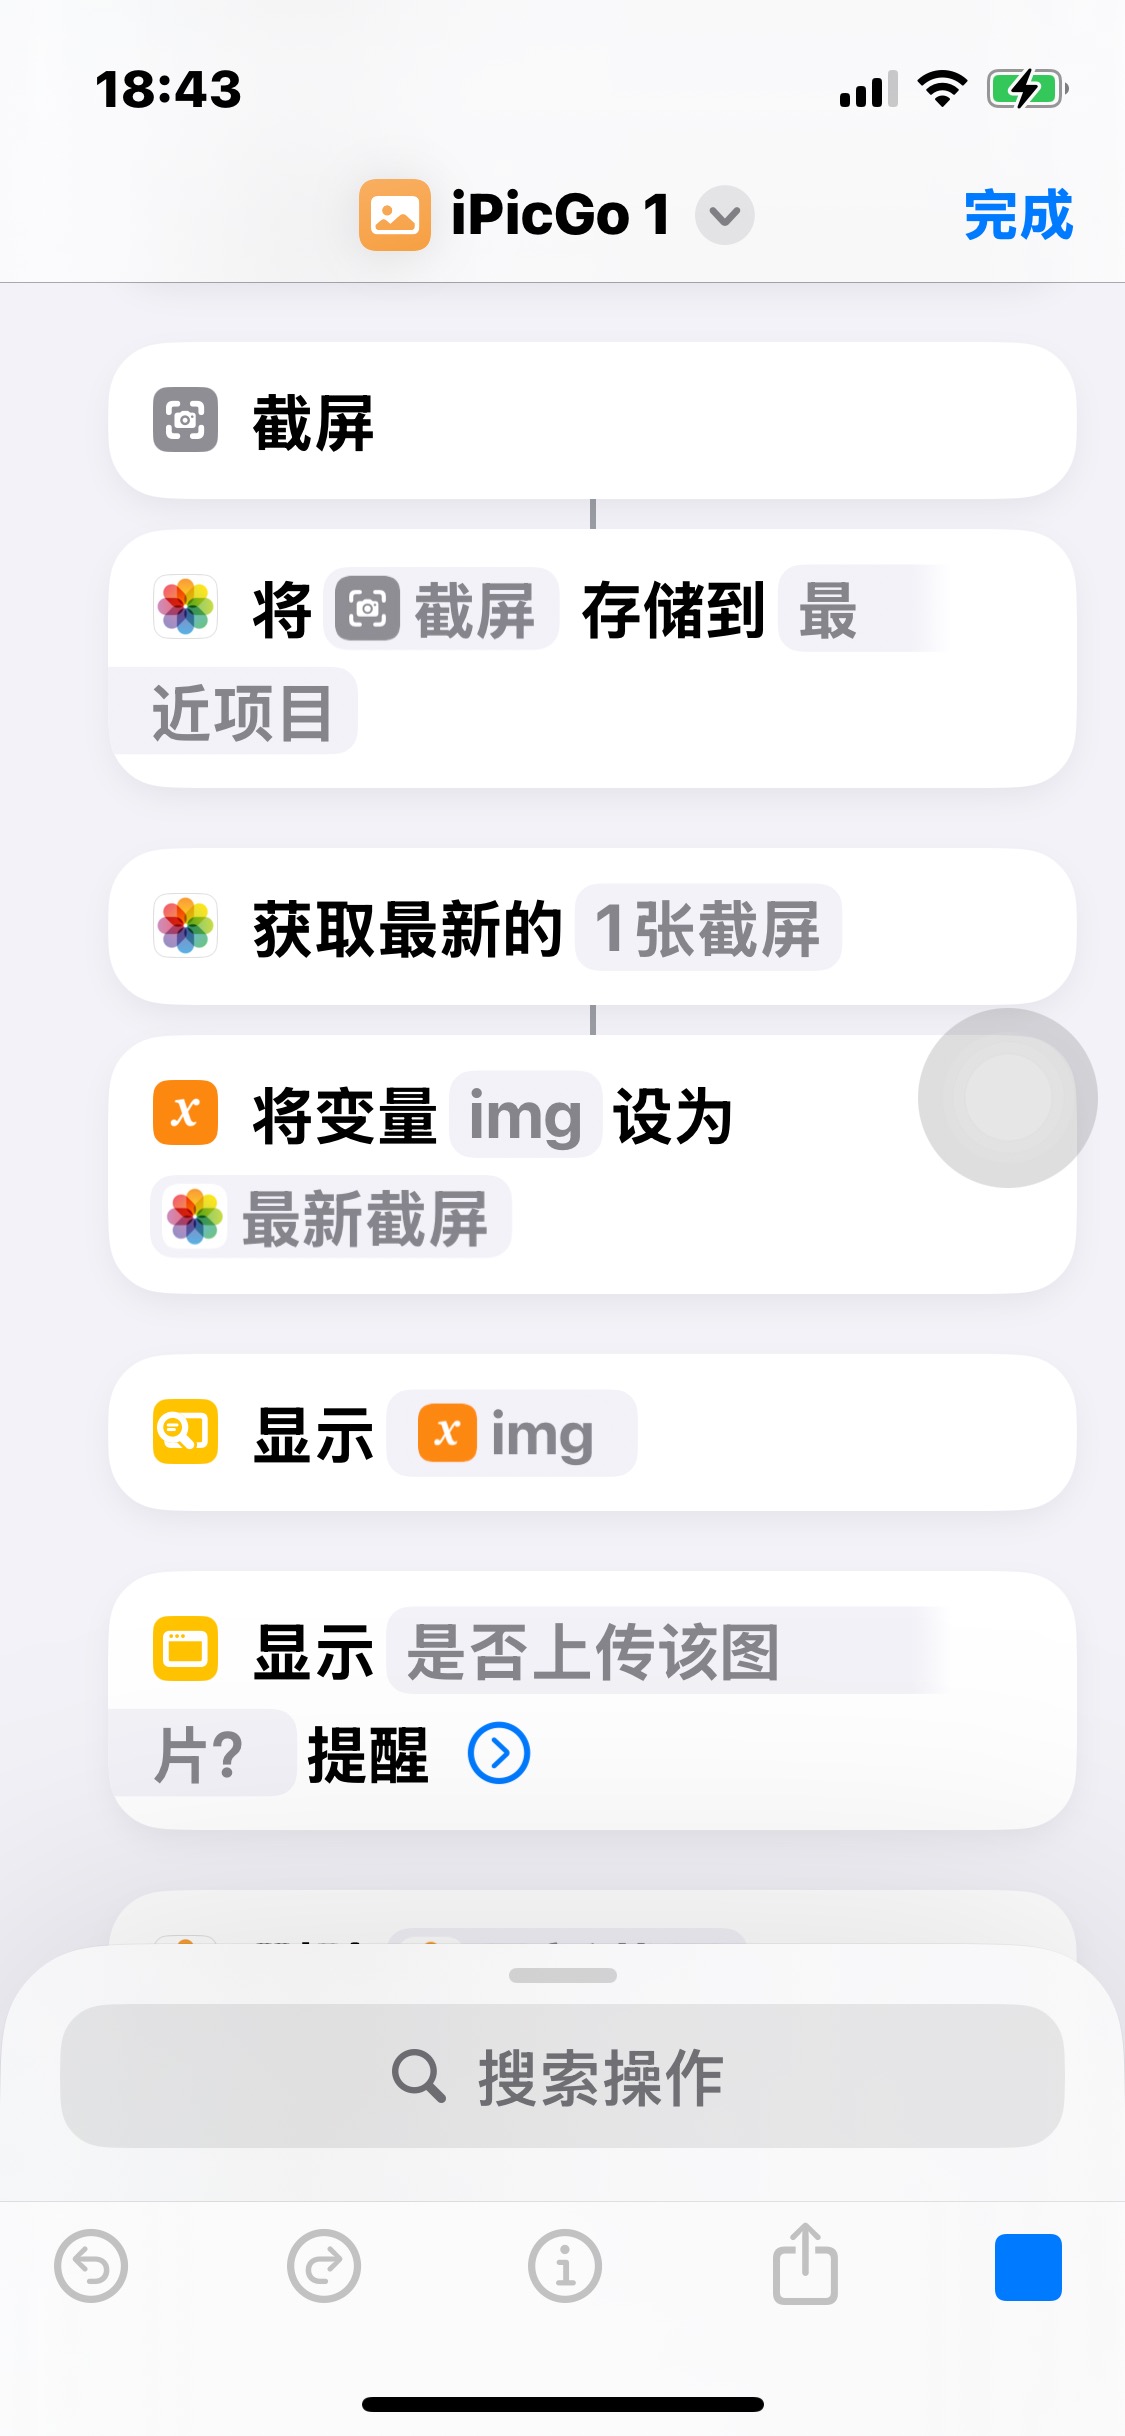 18:43
iPicGo 1
完成
截屏
将 截屏 存储到 最
近项目
获取最新的 1张截屏
将变量 img 设为
最新截屏
显示 img
显示 是否上传该图
片? 提醒
搜索操作